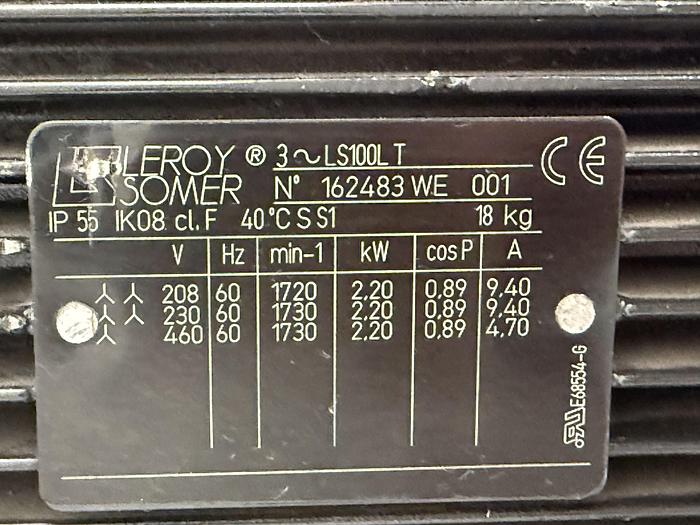 LEROY® 3~LS100L T CE
SOMER N° 162483 WE 001
IP 55 IK08 cl.F 40°C S S1 18 kg
V Hz min-1 kW cosP A
208 60 1720 2,20 0,89 9,40
230 60 1730 2,20 0,89 9,40
460 60 1730 2,20 0,89 4,70
E68554-G